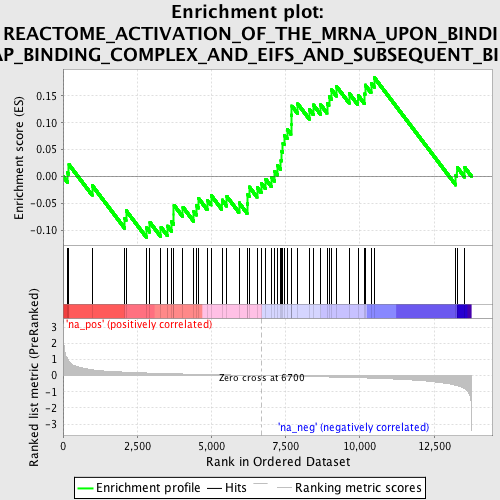 Enrichment plot:
REACTOME_ACTIVATION_OF_THE_MRNA_UPON_BINDI
AP_BINDING_COMPLEX_AND_EIFS_AND_SUBSEQUENT_BI
Enrichment score (ES)
0.15
0.10
0.05
0.00
-0.05
-0.10
'na_pos' (positively correlated)
Ranked list metric (PreRanked)
3
2
1
0
-1
-2
-3
Zero cross at 6700
'na_neg' (negatively correlated)
0
2,500
5,000
7,500
10,000
12,500
Rank in Ordered Dataset
Enrichment profile
Hits
Ranking metric scores